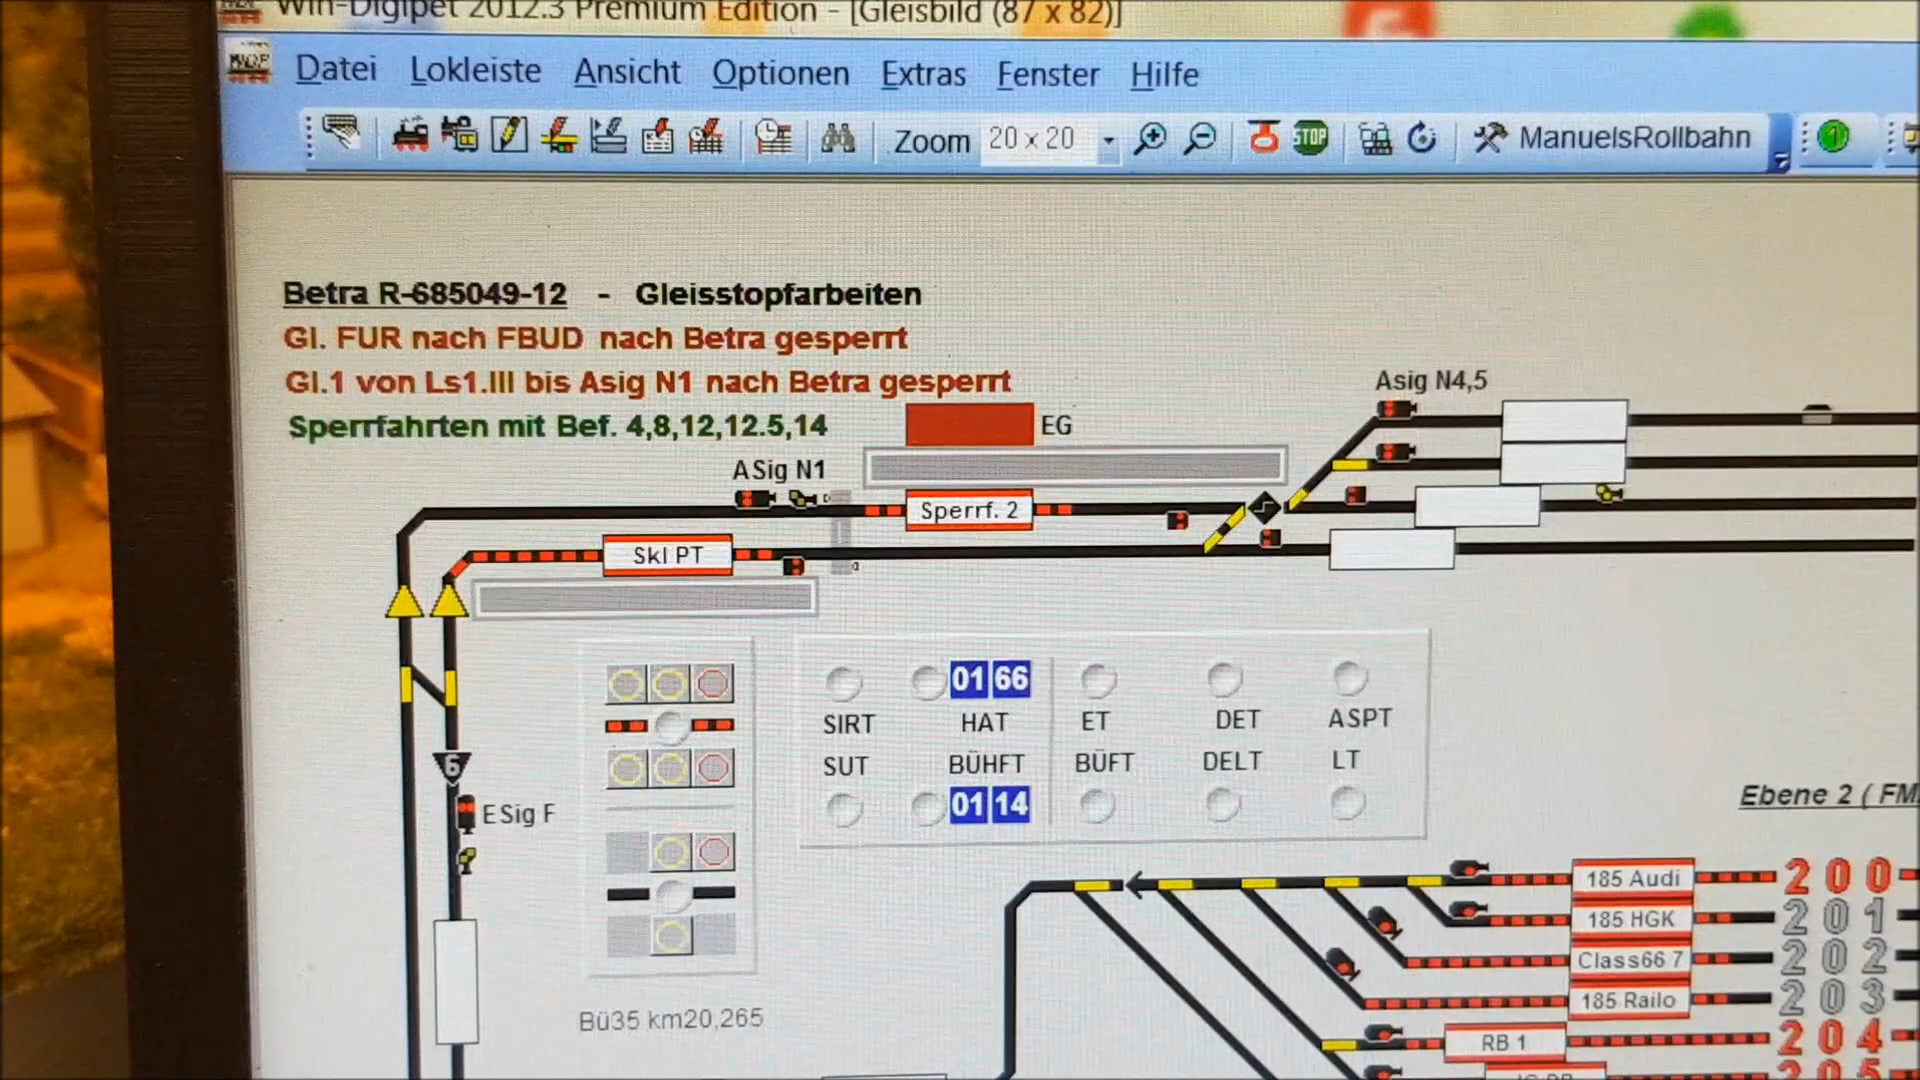 Win-Digipet 2012.3 Premium Edition - [Gleisbild (87 x 82)]
Datei Lokleiste Ansicht Optionen Extras Fenster Hilfe
Zoom 20 x 20 STOP ManuelsRollbahn 1
Betra R-685049-12 - Gleisstopfarbeiten
Gl. FUR nach FBUD nach Betra gesperrt
Gl.1 von Ls1.III bis Asig N1 nach Betra gesperrt
Sperrfahrten mit Bef. 4,8,12,12.5,14
EG
Asig N4,5
ASig N1
Sperrf. 2
Skl PT
01 66
SIRT HAT ET DET ASPT
SUT BÜHFT BÜFT DELT LT
01 14
6
ESig F
Ebene 2 ( FM
185 Audi 200
185 HGK 201
Class66 7 202
185 Railo 203
RB 1 204
205
Bü35 km20,265